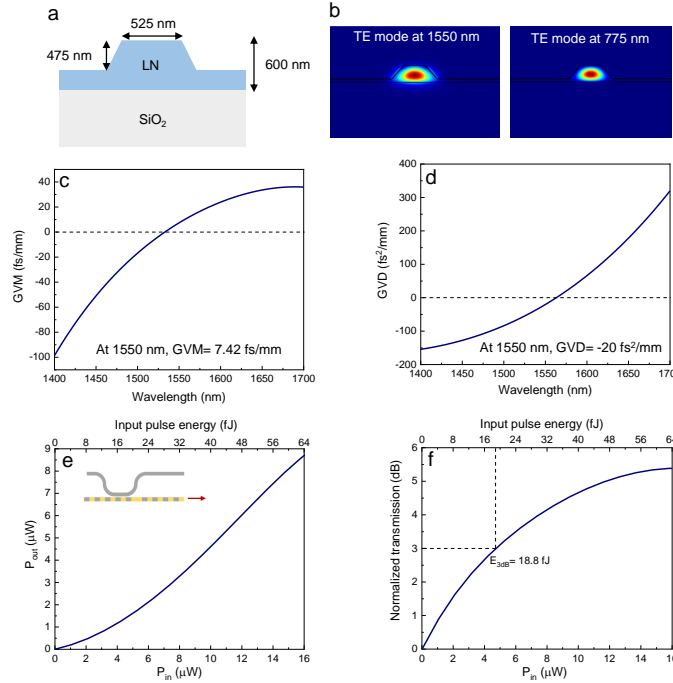 a
525 nm
475 nm
LN
600 nm
SiO₂
b
TE mode at 1550 nm
TE mode at 775 nm
c
40
20
0
-20
-40
-60
-80
-100
GVM (fs/mm)
At 1550 nm, GVM= 7.42 fs/mm
1400 1450 1500 1550 1600 1650 1700
Wavelength (nm)
d
400
300
200
100
0
-100
-200
GVD (fs²/mm)
At 1550 nm, GVD= -20 fs²/mm
1400 1450 1500 1550 1600 1650 1700
Wavelength (nm)
Input pulse energy (fJ)
0 8 16 24 32 40 48 56 64
e
9
8
7
6
5
4
3
2
1
0
P_out (μW)
0 2 4 6 8 10 12 14 16
P_in (μW)
Input pulse energy (fJ)
0 8 16 24 32 40 48 56 64
f
6
5
4
3
2
1
0
Normalized transmission (dB)
E_3dB= 18.8 fJ
0 2 4 6 8 10 12 14 16
P_in (μW)